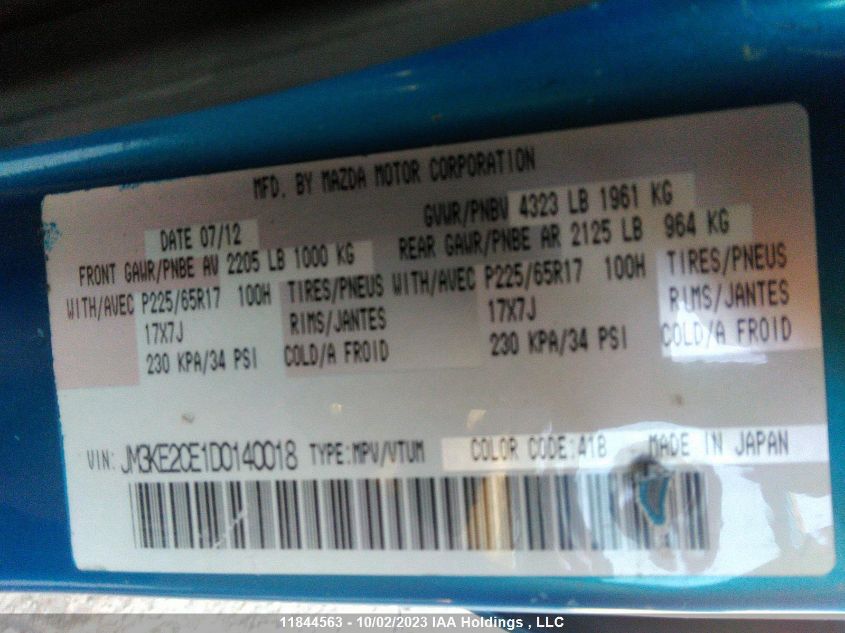 MFD. BY MAZDA MOTOR CORPORATION
DATE 07/12 GVWR/PNBV 4323 LB 1961 KG
FRONT GAWR/PNBE AV 2205 LB 1000 KG REAR GAWR/PNBE AR 2125 LB 964 KG
WITH/AVEC P225/65R17 100H TIRES/PNEUS WITH/AVEC P225/65R17 100H TIRES/PNEUS
17X7J RIMS/JANTES 17X7J RIMS/JANTES
230 KPA/34 PSI COLD/A FROID 230 KPA/34 PSI COLD/A FROID
VIN: JM3KE2CE1D0140018 TYPE:MPV/VTUM COLOR CODE:41B MADE IN JAPAN
11844563 - 10/02/2023 IAA Holdings , LLC